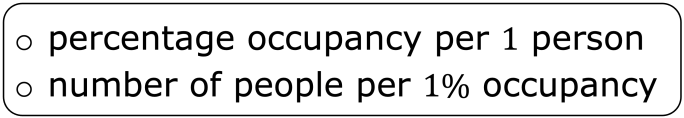 ○ percentage occupancy per 1 person
○ number of people per 1% occupancy